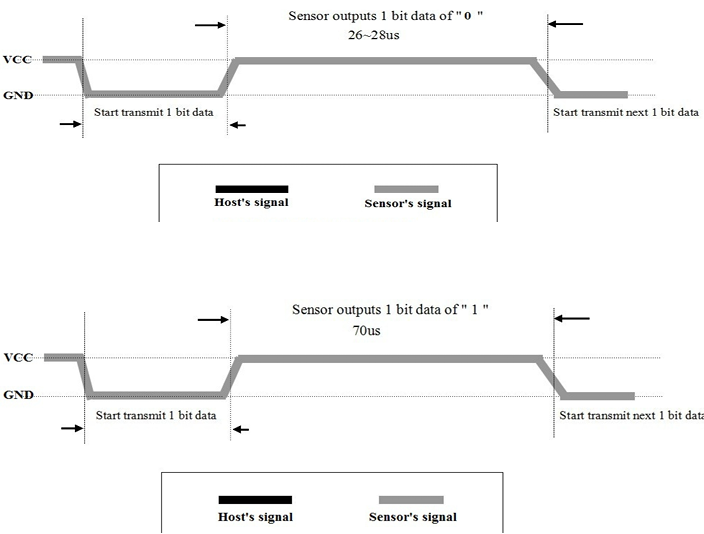 Sensor outputs 1 bit data of " 0 "
26~28us
VCC
GND
Start transmit 1 bit data
Start transmit next 1 bit data
Host's signal
Sensor's signal
Sensor outputs 1 bit data of " 1 "
70us
VCC
GND
Start transmit 1 bit data
Start transmit next 1 bit data
Host's signal
Sensor's signal